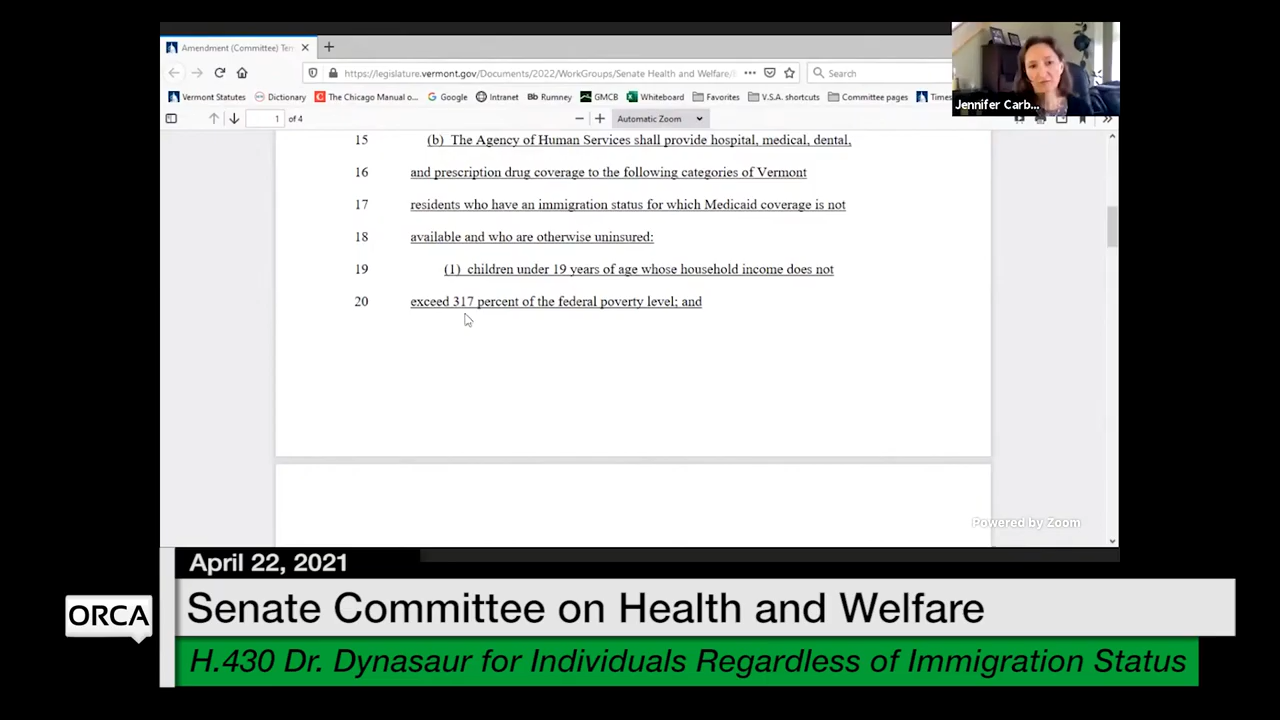 Amendment (Committee) Tem
https://legislature.vermont.gov/Documents/2022/WorkGroups/Senate Health and Welfare/
Search
Vermont Statutes
Dictionary
The Chicago Manual o...
Google
Intranet
Bb Rumney
GMCB
Whiteboard
Favorites
V.S.A. shortcuts
Committee pages
Times
Jennifer Carb...
1 of 4
Automatic Zoom
15 (b) The Agency of Human Services shall provide hospital, medical, dental,
16 and prescription drug coverage to the following categories of Vermont
17 residents who have an immigration status for which Medicaid coverage is not
18 available and who are otherwise uninsured:
19 (1) children under 19 years of age whose household income does not
20 exceed 317 percent of the federal poverty level; and
Powered by Zoom
April 22, 2021
ORCA
Senate Committee on Health and Welfare
H.430 Dr. Dynasaur for Individuals Regardless of Immigration Status